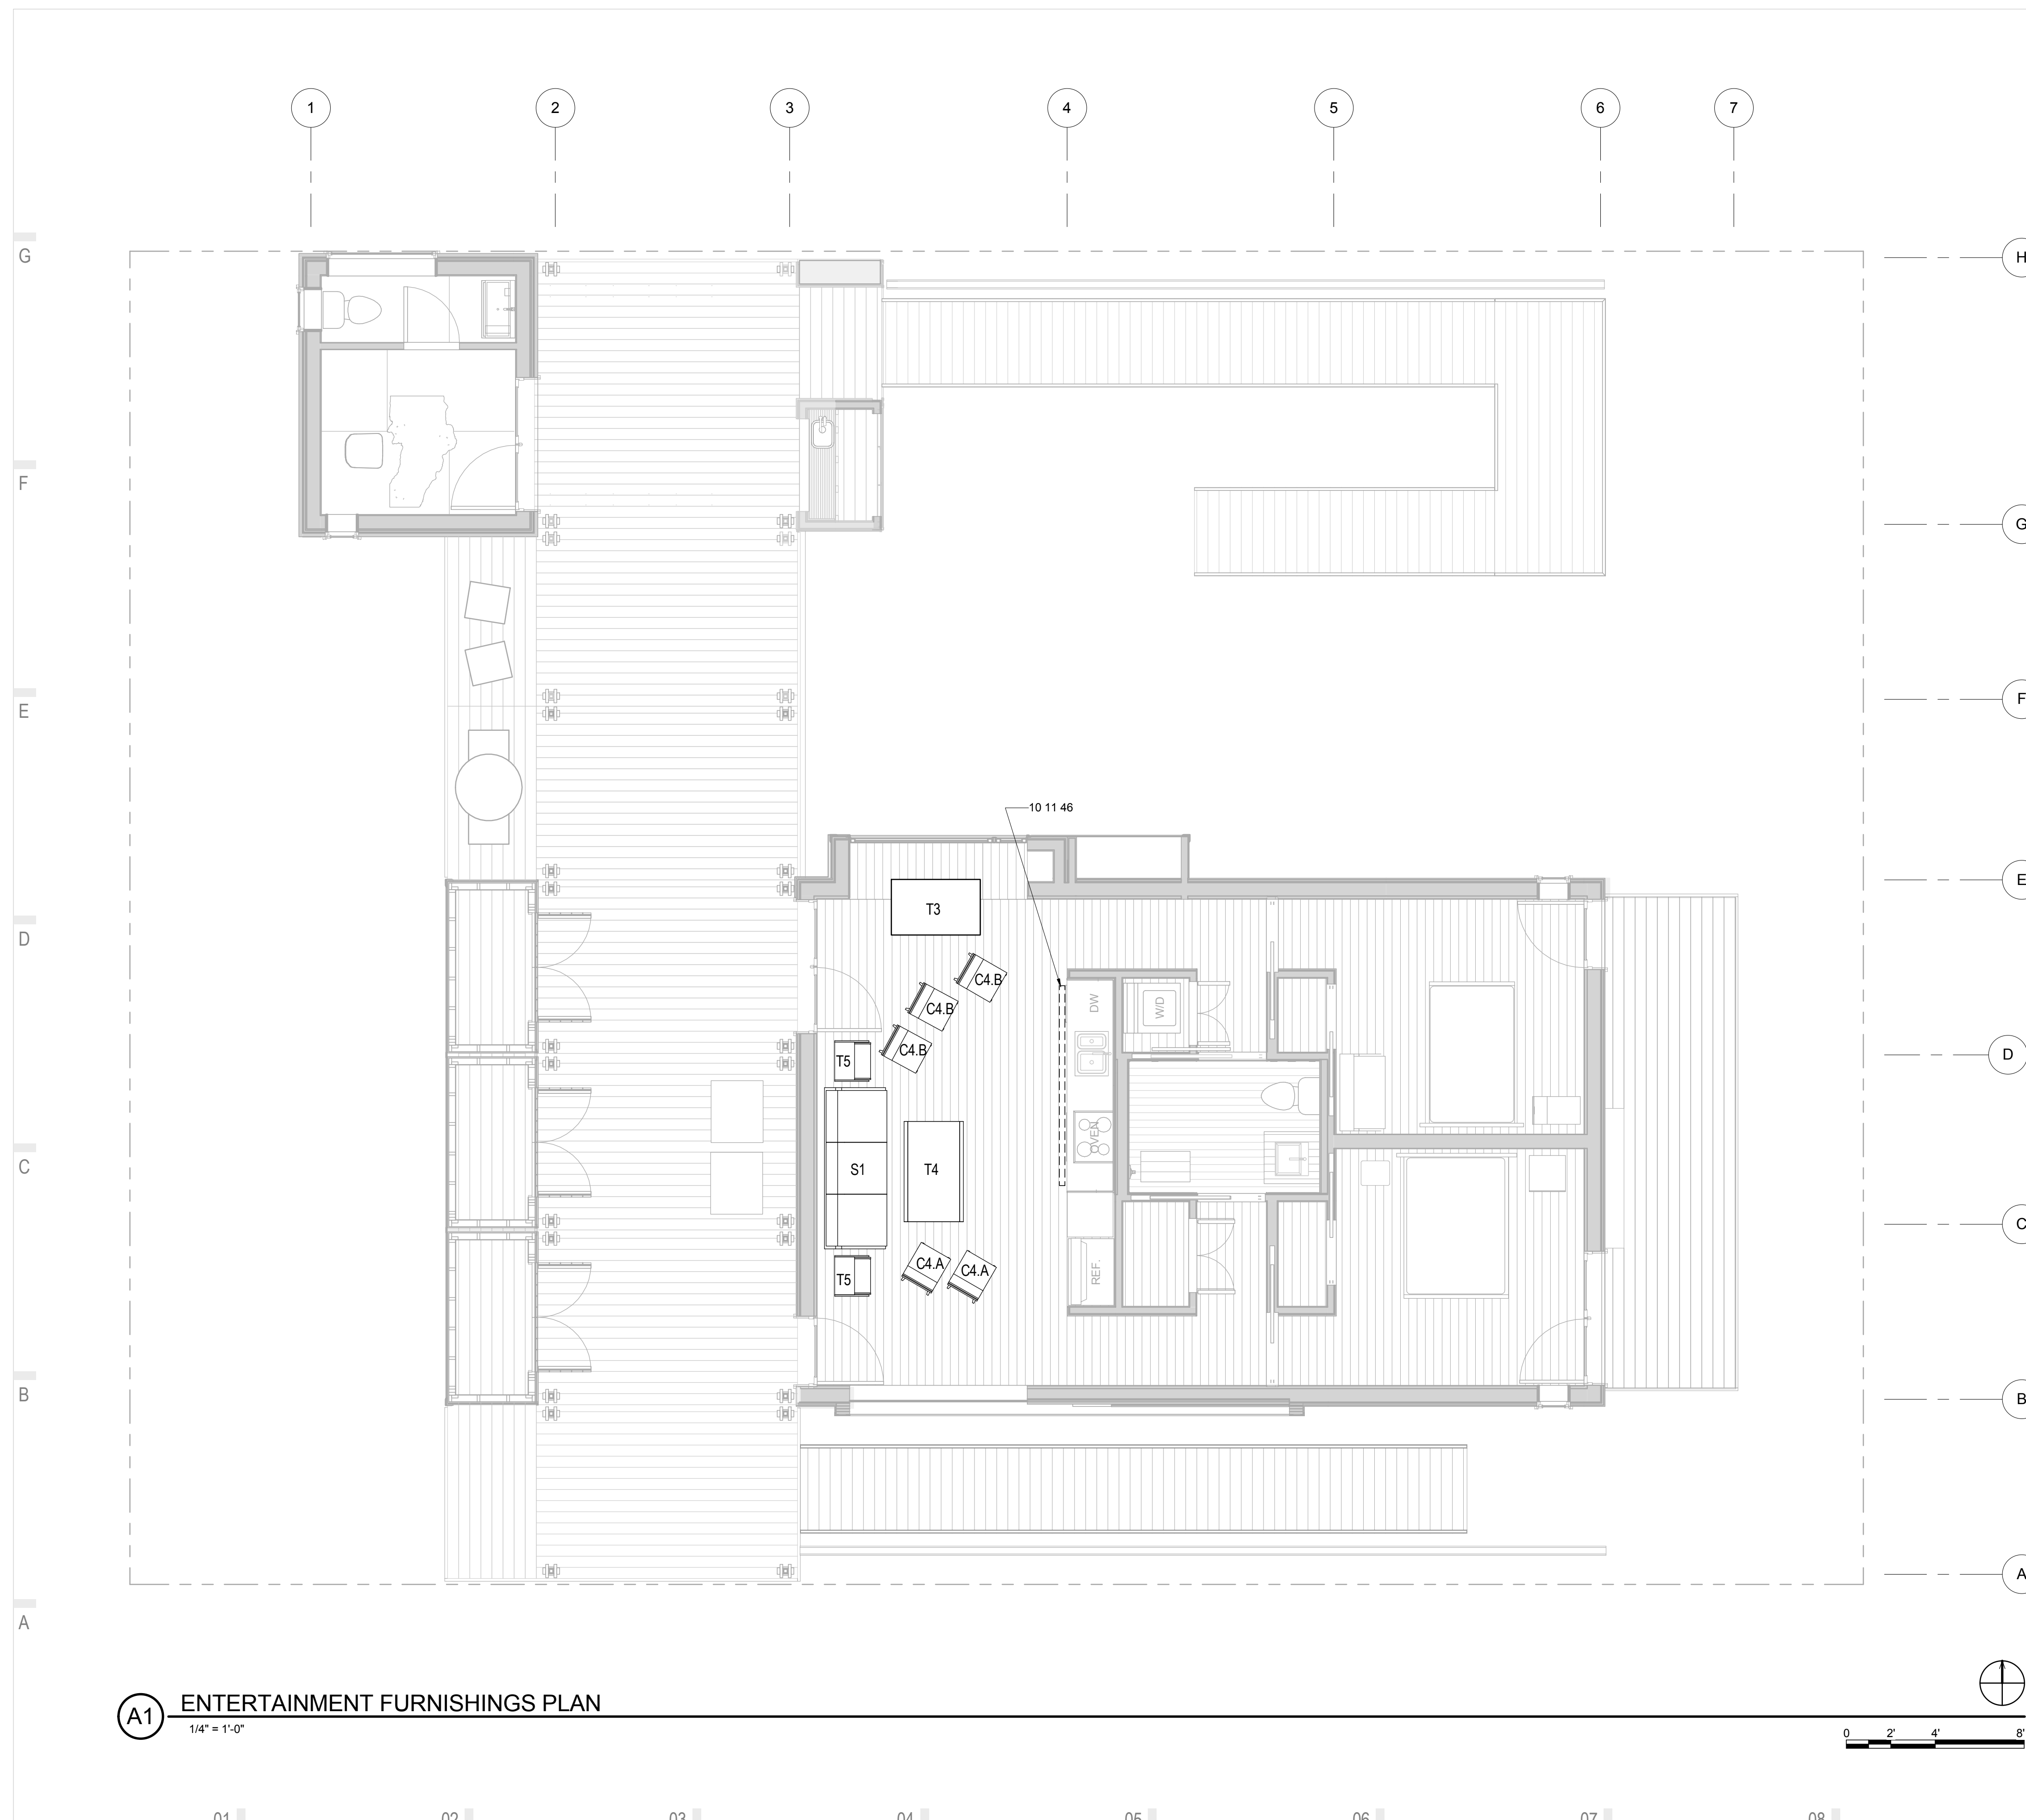 1 2 3 4 5 6 7
G
H
F
G
E
F
10 11 46
E
D
T3
C4.B
C4.B
C4.B
T5
DW
W/D
D
OVEN
C
S1
T4
C
C4.A
C4.A
T5
REF.
B
B
A
A
A1
ENTERTAINMENT FURNISHINGS PLAN
1/4" = 1'-0"
0 2' 4' 8'
01 02 03 04 05 06 07 08